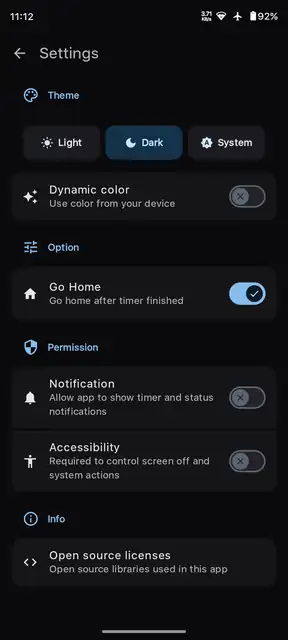 11:12
3.71
KB/s
92%
Settings
Theme
Light
Dark
System
Dynamic color
Use color from your device
Option
Go Home
Go home after timer finished
Permission
Notification
Allow app to show timer and status
notifications
Accessibility
Required to control screen off and
system actions
Info
Open source licenses
Open source libraries used in this app